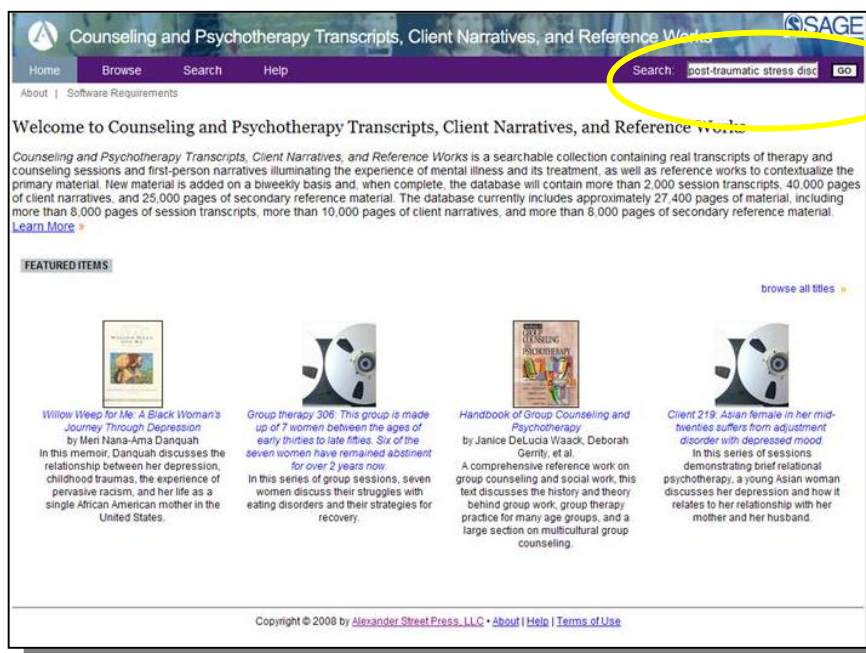 Counseling and Psychotherapy Transcripts, Client Narratives, and Reference Works
SAGE
Home Browse Search Help Search: post-traumatic stress diso GO
About | Software Requirements
Welcome to Counseling and Psychotherapy Transcripts, Client Narratives, and Reference Works
Counseling and Psychotherapy Transcripts, Client Narratives, and Reference Works is a searchable collection containing real transcripts of therapy and
counseling sessions and first-person narratives illuminating the experience of mental illness and its treatment, as well as reference works to contextualize the
primary material. New material is added on a biweekly basis and, when complete, the database will contain more than 2,000 session transcripts, 40,000 pages
of client narratives, and 25,000 pages of secondary reference material. The database currently includes approximately 27,400 pages of material, including
more than 8,000 pages of session transcripts, more than 10,000 pages of client narratives, and more than 8,000 pages of secondary reference material.
Learn More »
FEATURED ITEMS
browse all titles »
WILLOW WEEP
FOR ME
Willow Weep for Me: A Black Woman's
Journey Through Depression
by Meri Nana-Ama Danquah
In this memoir, Danquah discusses the
relationship between her depression,
childhood traumas, the experience of
pervasive racism, and her life as a
single African American mother in the
United States.
Group therapy 306: This group is made
up of 7 women between the ages of
early thirties to late fifties. Six of the
seven women have remained abstinent
for over 2 years now.
In this series of group sessions, seven
women discuss their struggles with
eating disorders and their strategies for
recovery.
GROUP
COUNSELING
AND
PSYCHOTHERAPY
Handbook of Group Counseling and
Psychotherapy
by Janice DeLucia Waack, Deborah
Gerrity, et al.
A comprehensive reference work on
group counseling and social work, this
text discusses the history and theory
behind group work, group therapy
practice for many age groups, and a
large section on multicultural group
counseling.
Client 219: Asian female in her mid-
twenties suffers from adjustment
disorder with depressed mood.
In this series of sessions
demonstrating brief relational
psychotherapy, a young Asian woman
discusses her depression and how it
relates to her relationship with her
mother and her husband.
Copyright © 2008 by Alexander Street Press, LLC • About | Help | Terms of Use